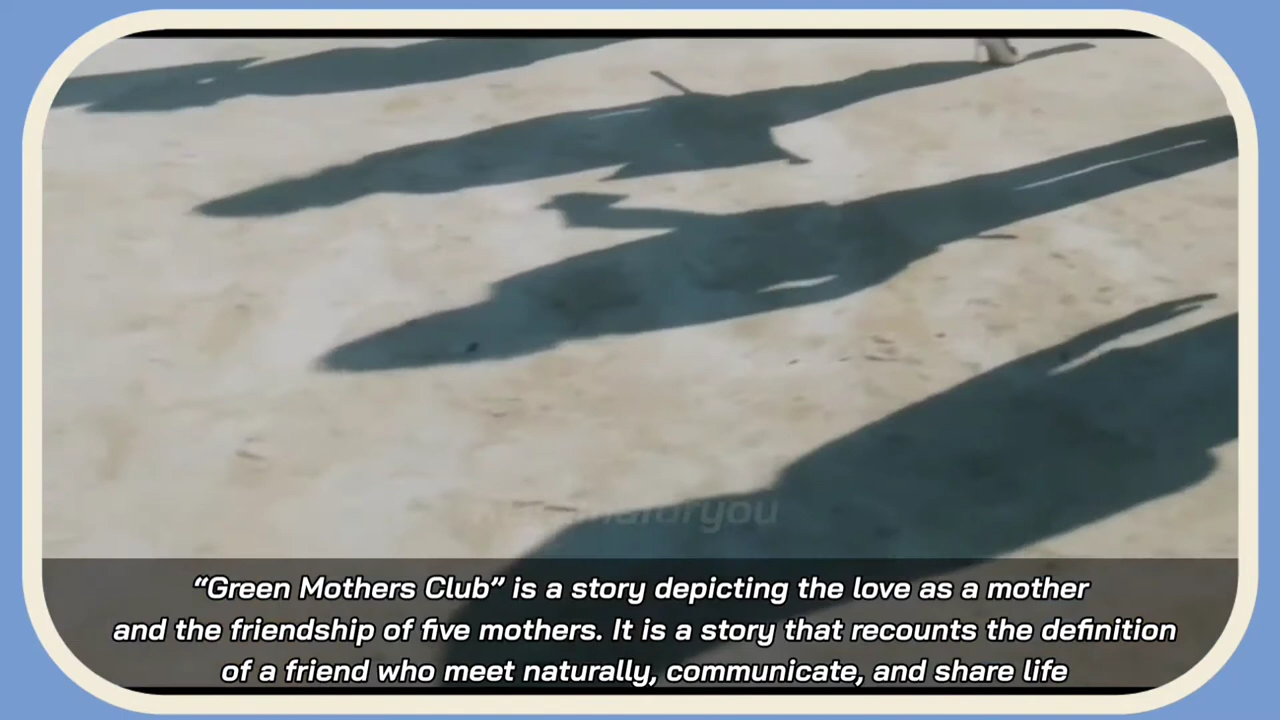 “Green Mothers Club” is a story depicting the love as a mother
and the friendship of five mothers. It is a story that recounts the definition
of a friend who meet naturally, communicate, and share life